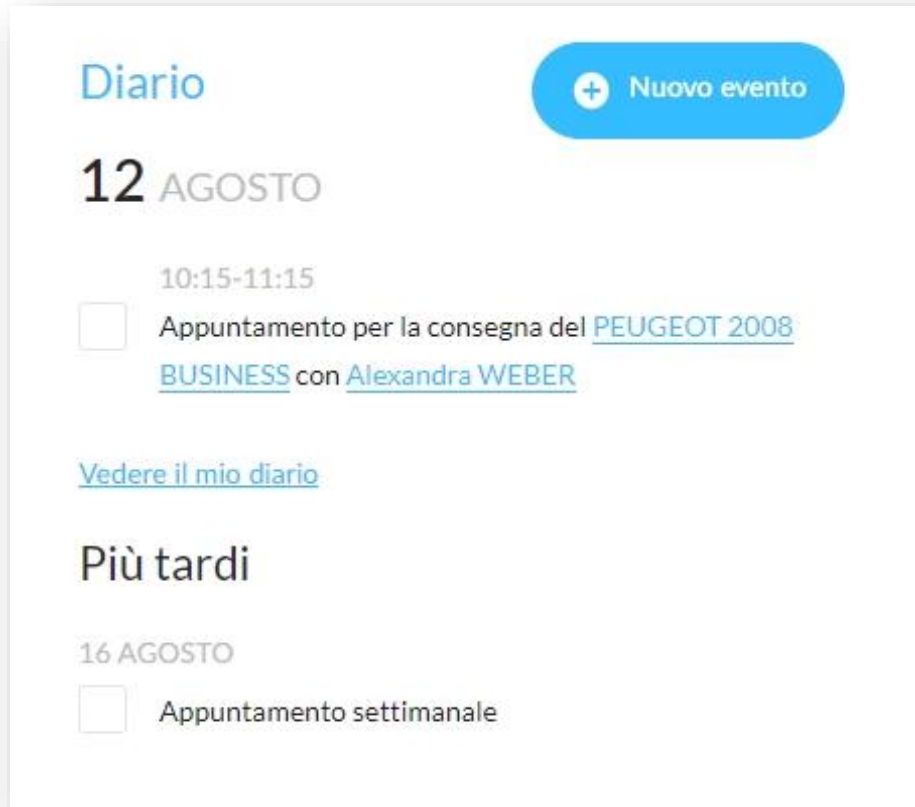 Diario
Nuovo evento
12 AGOSTO
10:15-11:15
Appuntamento per la consegna del PEUGEOT 2008
BUSINESS con Alexandra WEBER
Vedere il mio diario
Più tardi
16 AGOSTO
Appuntamento settimanale